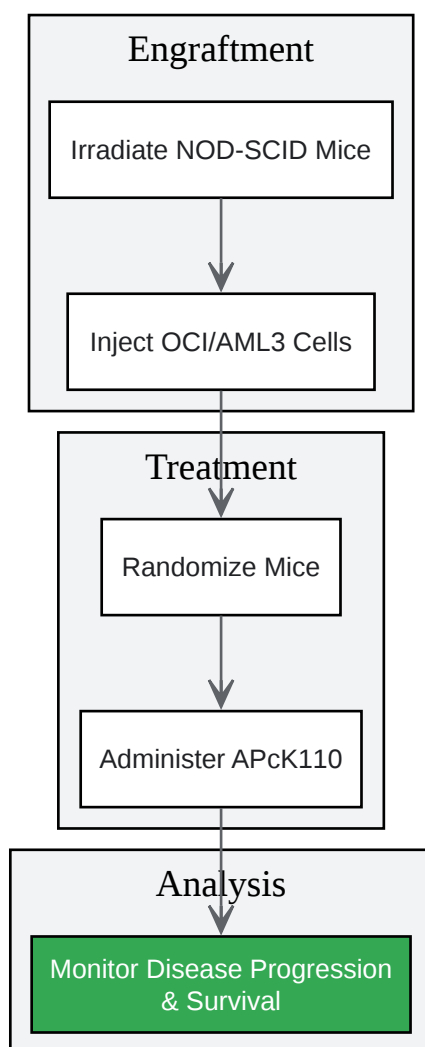 Engraftment
Irradiate NOD-SCID Mice
Inject OCI/AML3 Cells
Treatment
Randomize Mice
Administer APcK110
Analysis
Monitor Disease Progression
& Survival